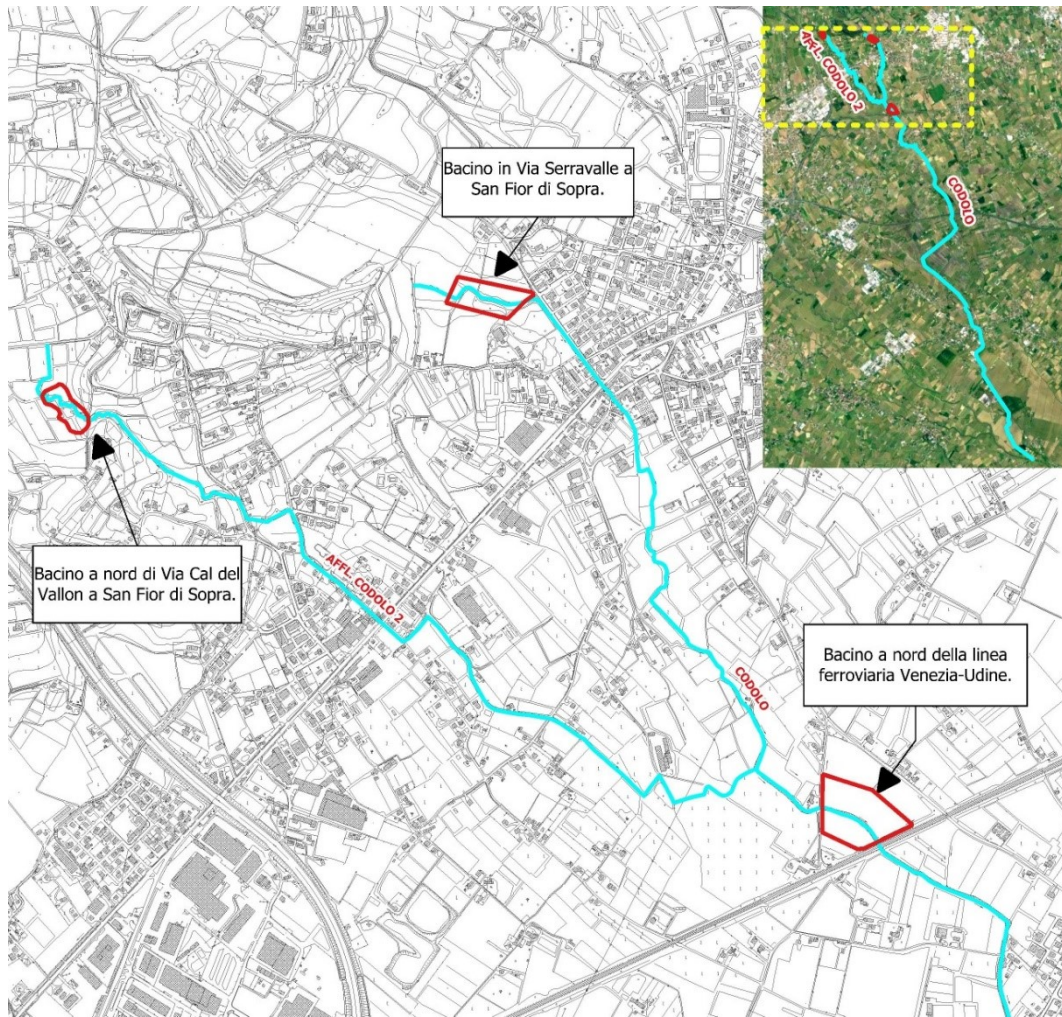 AFFL. CODOLO 2
CODOLO
Bacino in Via Serravalle a
San Fior di Sopra.
Bacino a nord di Via Cal del
Vallon a San Fior di Sopra.
AFFL. CODOLO 2
Bacino a nord della linea
ferroviaria Venezia-Udine.
CODOLO